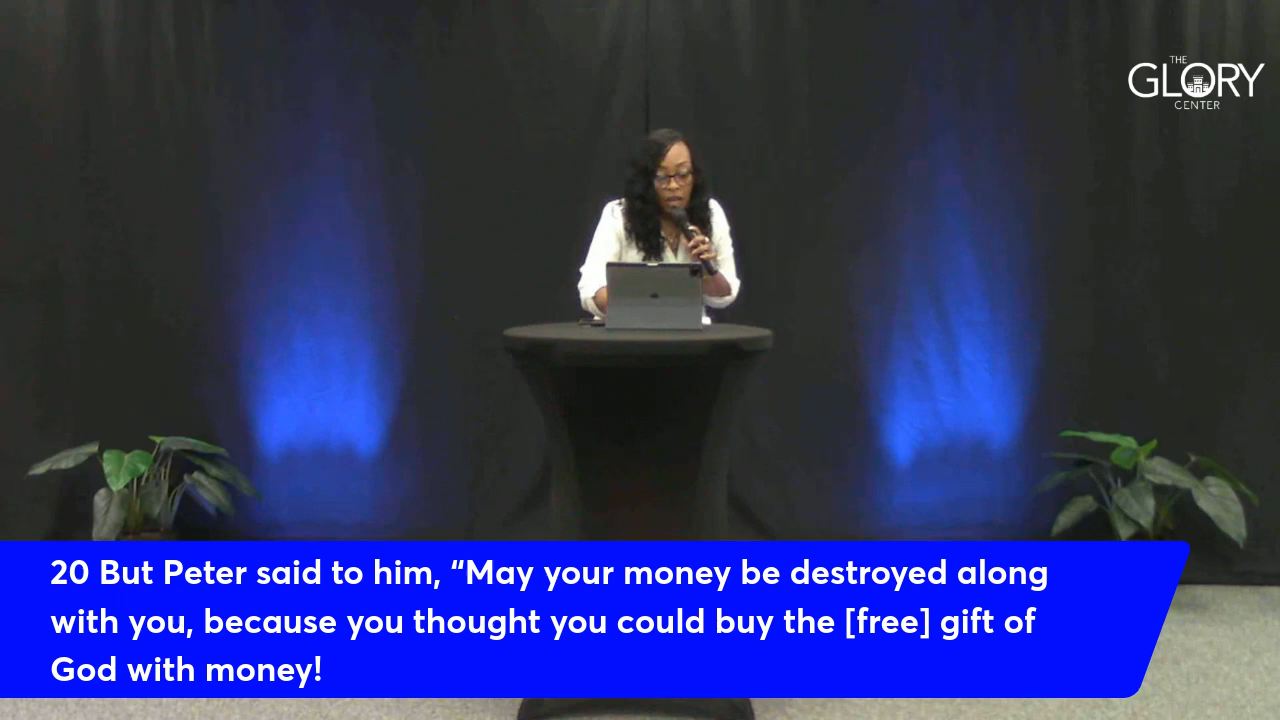 THE
GLORY
CENTER
20 But Peter said to him, “May your money be destroyed along
with you, because you thought you could buy the [free] gift of
God with money!